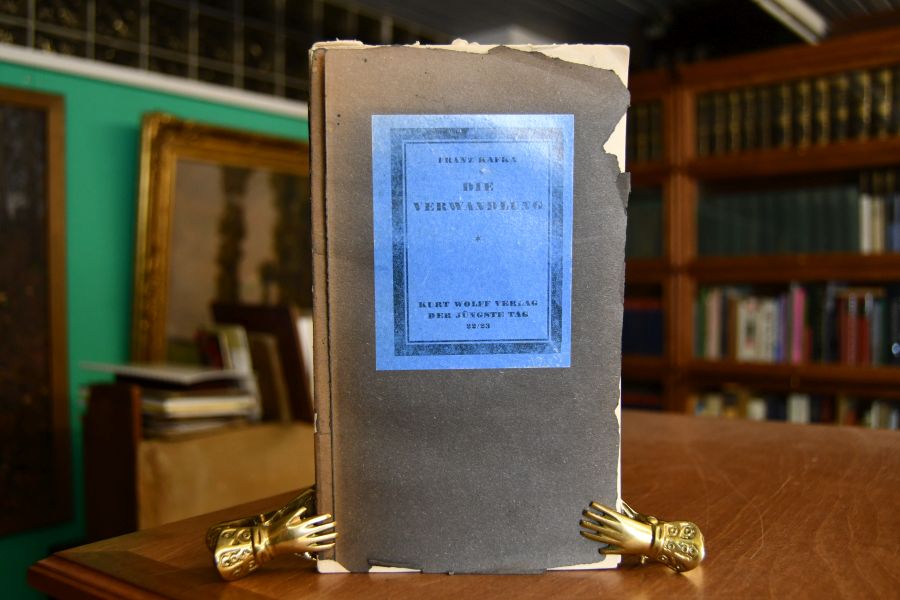 FRANZ KAFKA
DIE
VERWANDLUNG
*
KURT WOLFF VERLAG
DER JÜNGSTE TAG
22/23